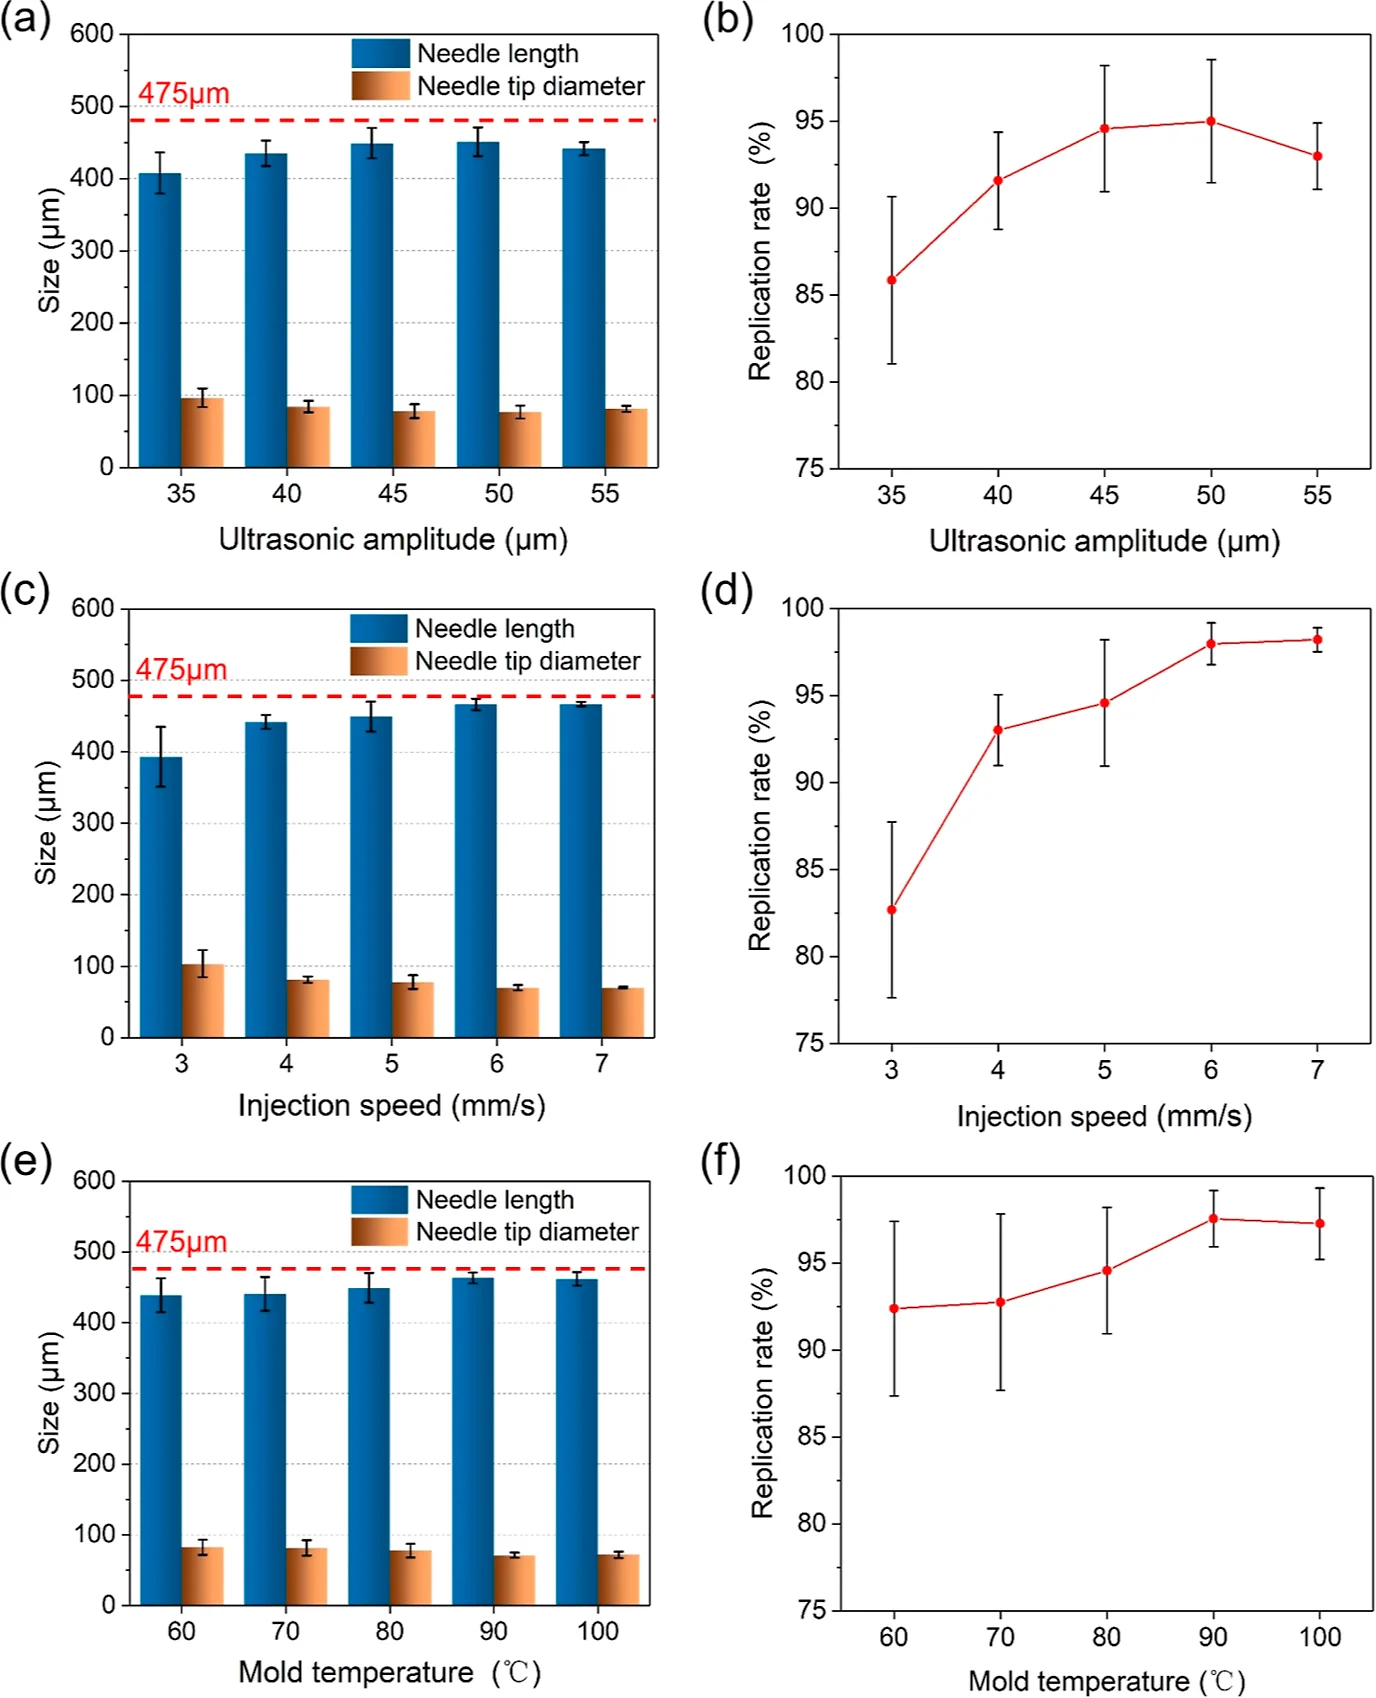 (a)
600
500
400
300
200
100
0
Size (μm)
475μm
Needle length
Needle tip diameter
35 40 45 50 55
Ultrasonic amplitude (μm)
(b)
100
95
90
85
80
75
Replication rate (%)
35 40 45 50 55
Ultrasonic amplitude (μm)
(c)
600
500
400
300
200
100
0
Size (μm)
475μm
Needle length
Needle tip diameter
3 4 5 6 7
Injection speed (mm/s)
(d)
100
95
90
85
80
75
Replication rate (%)
3 4 5 6 7
Injection speed (mm/s)
(e)
600
500
400
300
200
100
0
Size (μm)
475μm
Needle length
Needle tip diameter
60 70 80 90 100
Mold temperature (℃)
(f)
100
95
90
85
80
75
Replication rate (%)
60 70 80 90 100
Mold temperature (℃)